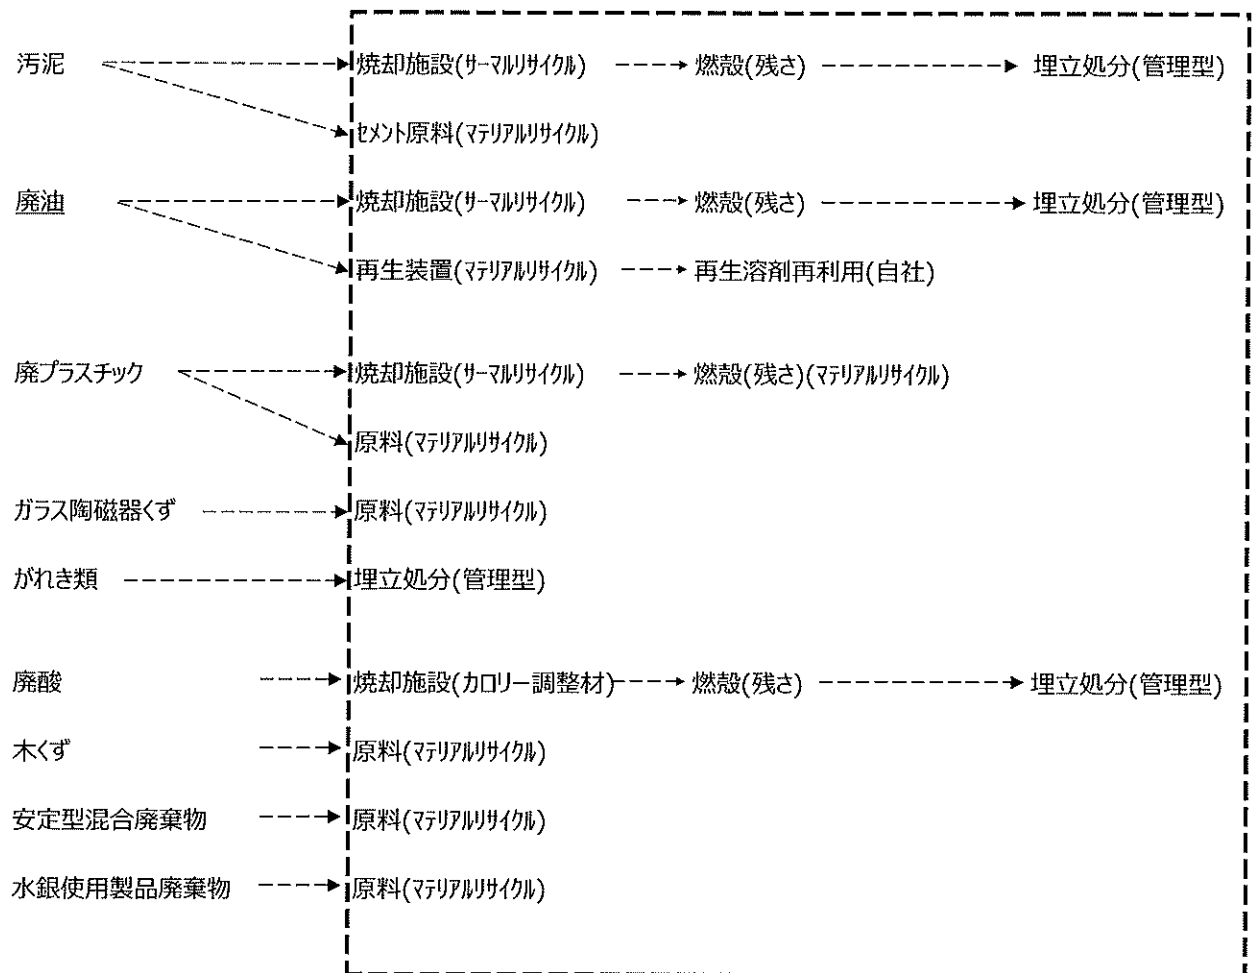 汚泥 焼却施設(ｻｰﾏﾙﾘｻｲｸﾙ) 燃殻(残さ) 埋立処分(管理型)
ｾﾒﾝﾄ原料(ﾏﾃﾘｱﾙﾘｻｲｸﾙ)
廃油 焼却施設(ｻｰﾏﾙﾘｻｲｸﾙ) 燃殻(残さ) 埋立処分(管理型)
再生装置(ﾏﾃﾘｱﾙﾘｻｲｸﾙ) 再生溶剤再利用(自社)
廃プラスチック 焼却施設(ｻｰﾏﾙﾘｻｲｸﾙ) 燃殻(残さ)(ﾏﾃﾘｱﾙﾘｻｲｸﾙ)
原料(ﾏﾃﾘｱﾙﾘｻｲｸﾙ)
ガラス陶磁器くず 原料(ﾏﾃﾘｱﾙﾘｻｲｸﾙ)
がれき類 埋立処分(管理型)
廃酸 焼却施設(カロリー調整材) 燃殻(残さ) 埋立処分(管理型)
木くず 原料(ﾏﾃﾘｱﾙﾘｻｲｸﾙ)
安定型混合廃棄物 原料(ﾏﾃﾘｱﾙﾘｻｲｸﾙ)
水銀使用製品廃棄物 原料(ﾏﾃﾘｱﾙﾘｻｲｸﾙ)